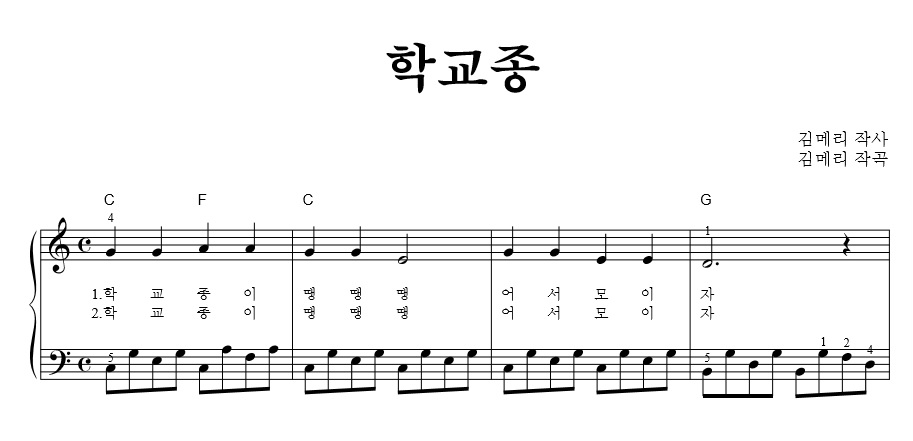 학교종
김메리 작사
김메리 작곡
C F C G
4 1
1.학 교 종 이 땡 땡 땡 어 서 모 이 자
2.학 교 종 이 땡 땡 땡 어 서 모 이 자
5 5 1 2 4